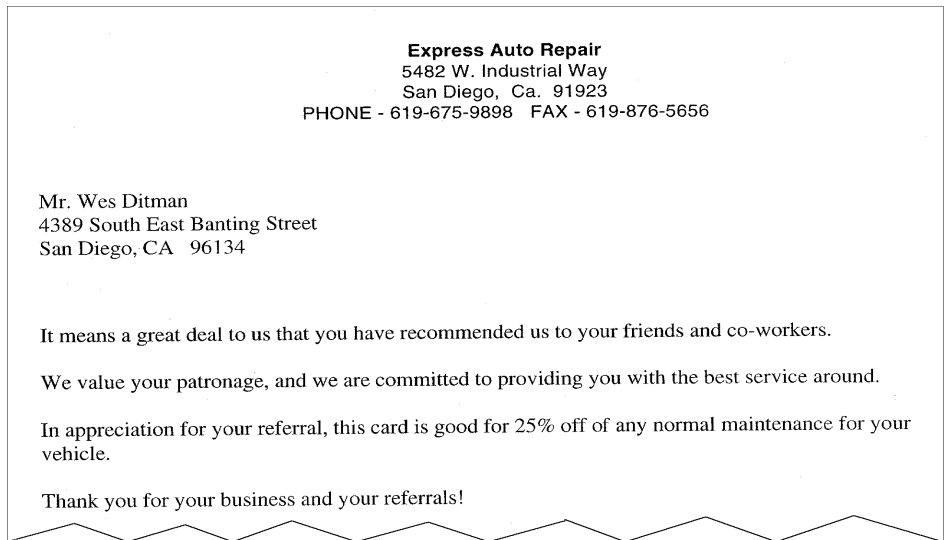 Express Auto Repair
5482 W. Industrial Way
San Diego, Ca. 91923
PHONE - 619-675-9898 FAX - 619-876-5656
Mr. Wes Ditman
4389 South East Banting Street
San Diego, CA 96134
It means a great deal to us that you have recommended us to your friends and co-workers.
We value your patronage, and we are committed to providing you with the best service around.
In appreciation for your referral, this card is good for 25% off of any normal maintenance for your
vehicle.
Thank you for your business and your referrals!